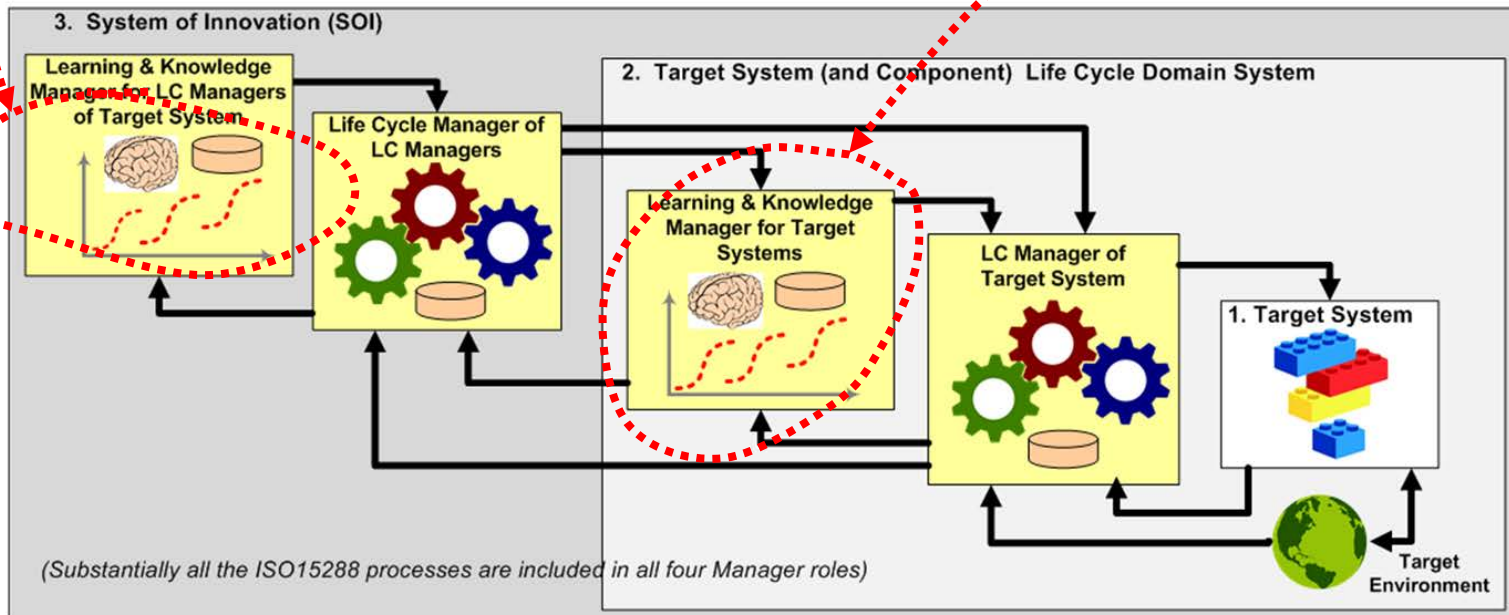 3. System of Innovation (SOI)
Learning & Knowledge
Manager for LC Managers
of Target System
Life Cycle Manager of
LC Managers
2. Target System (and Component) Life Cycle Domain System
Learning & Knowledge
Manager for Target
Systems
LC Manager of
Target System
1. Target System
Target
Environment
(Substantially all the ISO15288 processes are included in all four Manager roles)